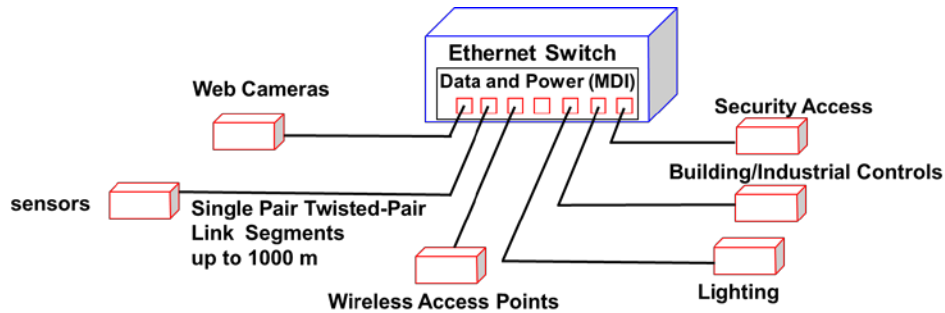 Ethernet Switch
Data and Power (MDI)
Web Cameras
Security Access
Building/Industrial Controls
sensors
Single Pair Twisted-Pair
Link Segments
up to 1000 m
Wireless Access Points
Lighting